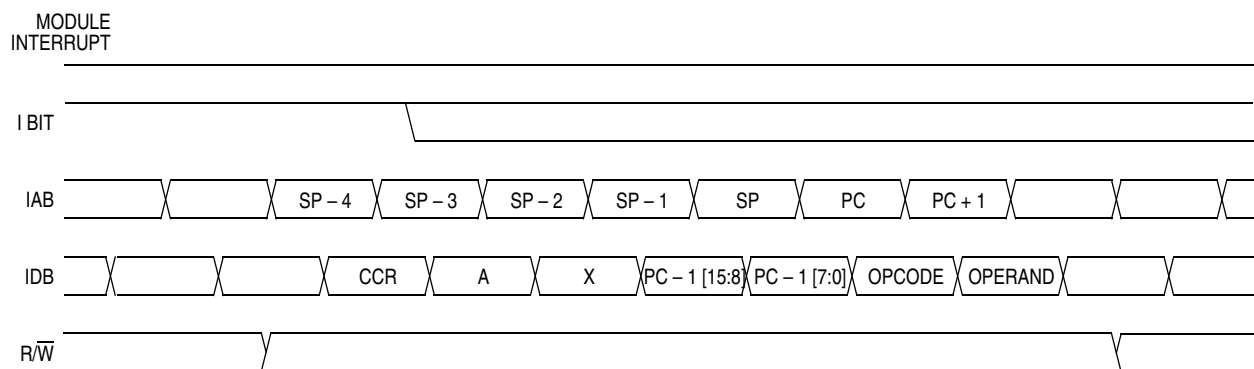 MODULE
INTERRUPT
I BIT
IAB SP – 4 SP – 3 SP – 2 SP – 1 SP PC PC + 1
IDB CCR A X PC – 1 [15:8] PC – 1 [7:0] OPCODE OPERAND
R/W̅